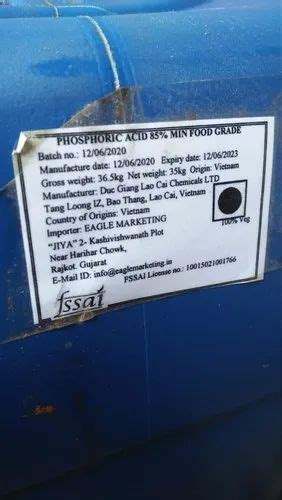 PHOSPHORIC ACID 85% MIN FOOD GRADE
Batch no.: 12/06/2020
Manufacture date: 12/06/2020 Expiry date: 12/06/2023
Gross weight: 36.5kg Net weight: 35kg Origin: Vietnam
Manufacturer: Duc Giang Lao Cai Chemicals LTD
Tang Loong IZ, Bao Thang, Lao Cai, Vietnam
Country of Origins: Vietnam
Importer: EAGLE MARKETING
100% Veg
"JIYA" 2- Kashivishwanath Plot
Near Harihar Chowk,
Rajkot. Gujarat
E-Mail ID: info@eaglemarketing.in
FSSAI License no.: 10015021001766
fssai